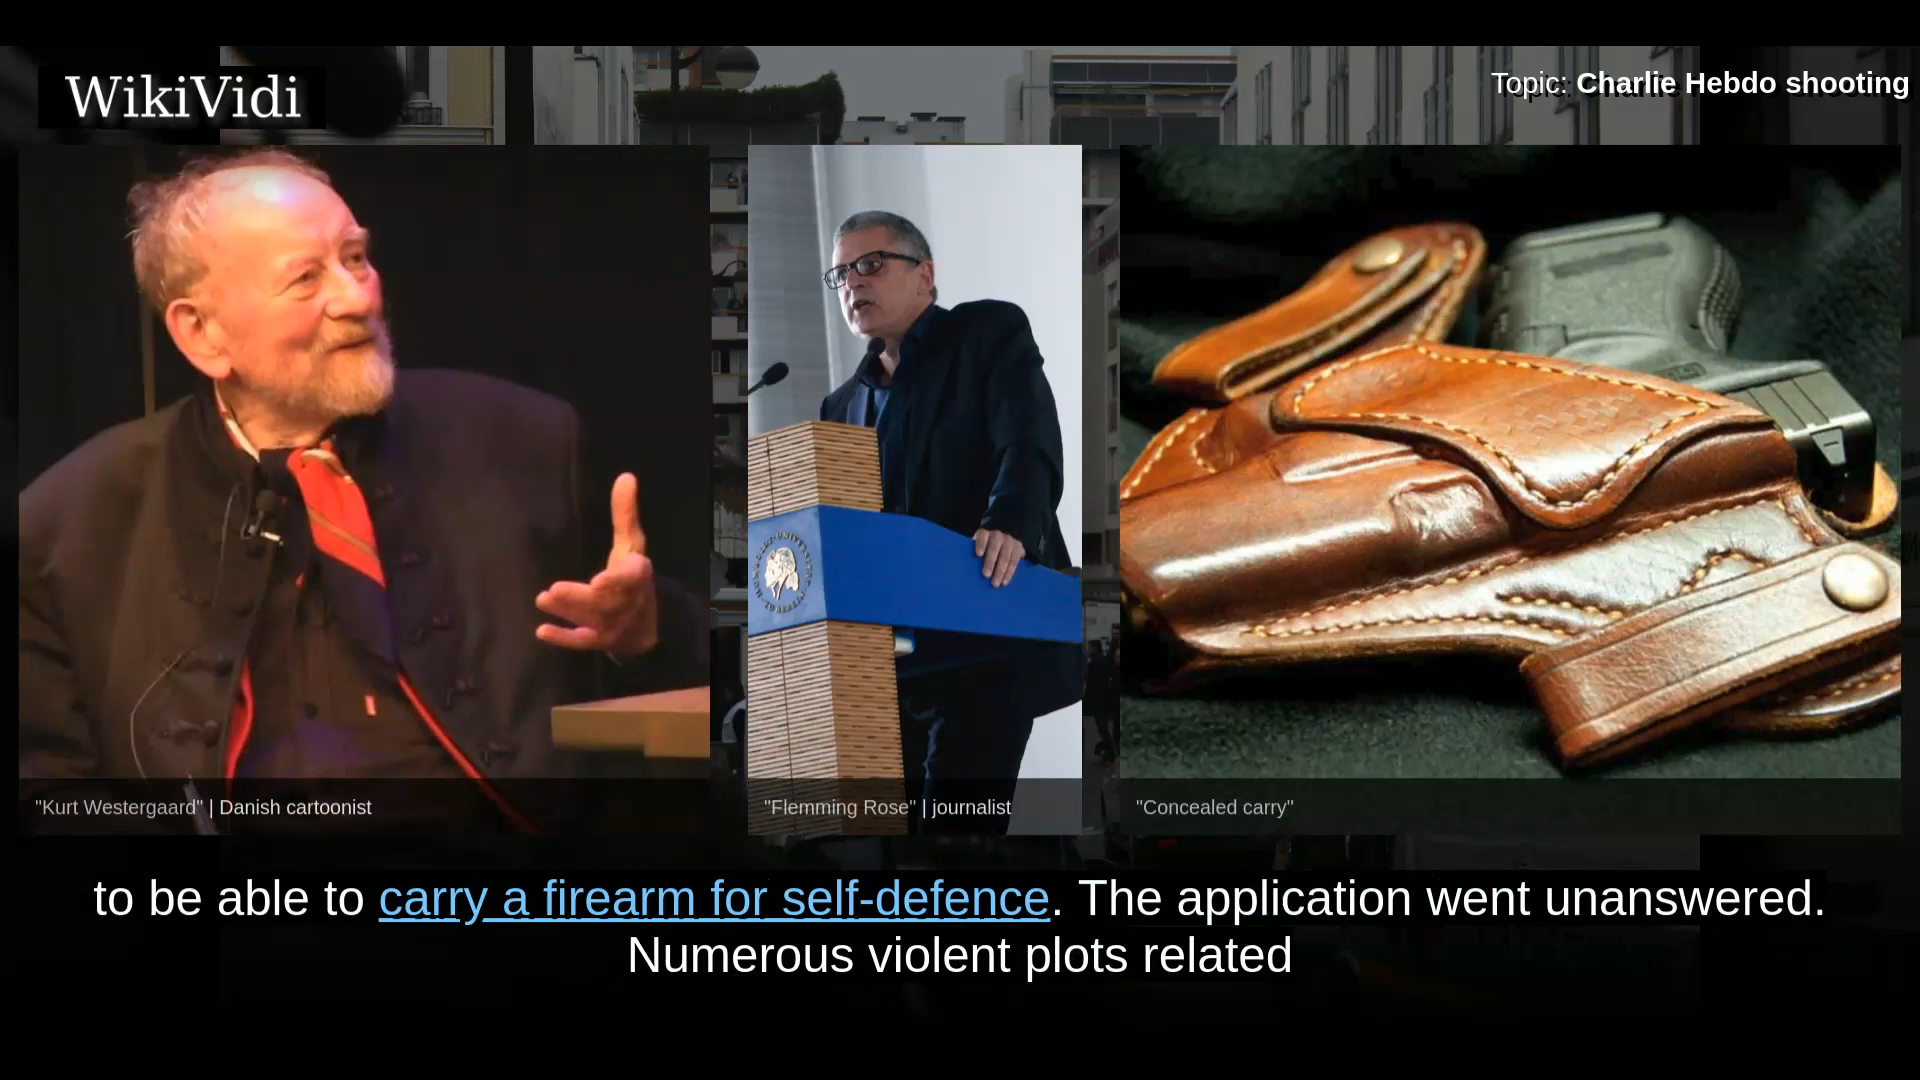 WikiVidi
Topic: Charlie Hebdo shooting
"Kurt Westergaard" | Danish cartoonist
"Flemming Rose" | journalist
"Concealed carry"
to be able to carry a firearm for self-defence. The application went unanswered.
Numerous violent plots related